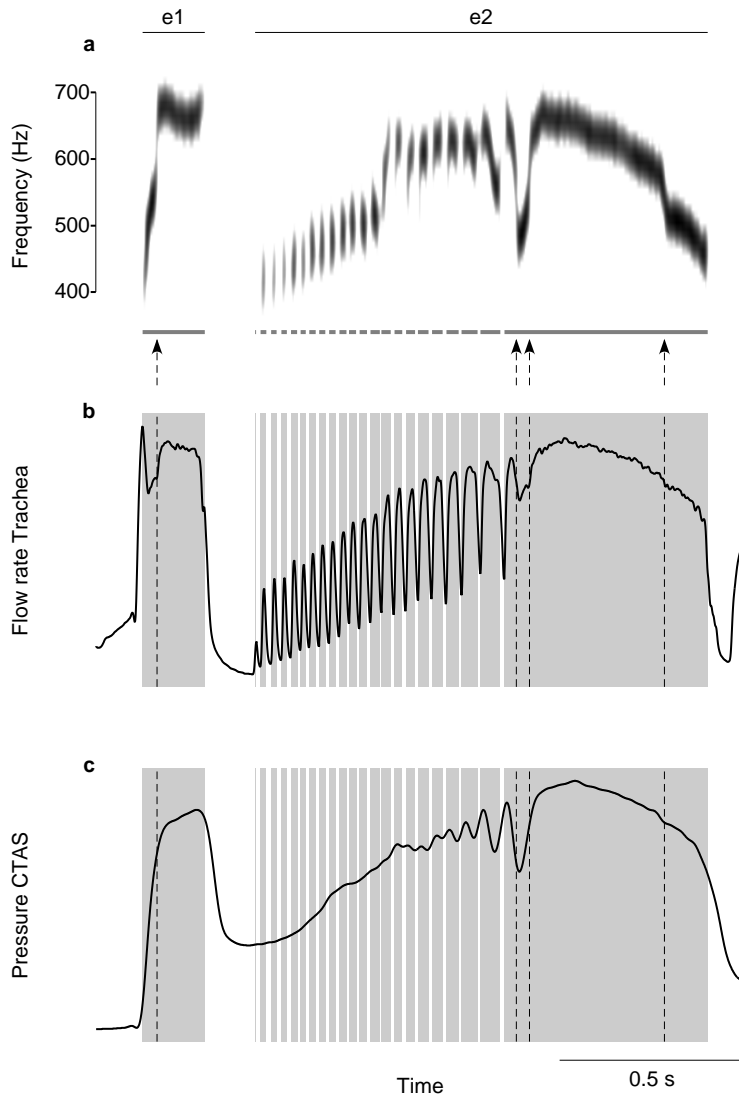 e1 e2
a
700
600
500
400
Frequency (Hz)
b
Flow rate Trachea
c
Pressure CTAS
Time
0.5 s